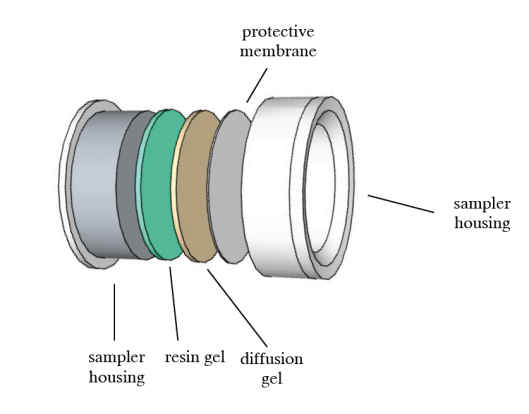 protective
membrane
sampler
housing
sampler
housing
resin gel
diffusion
gel